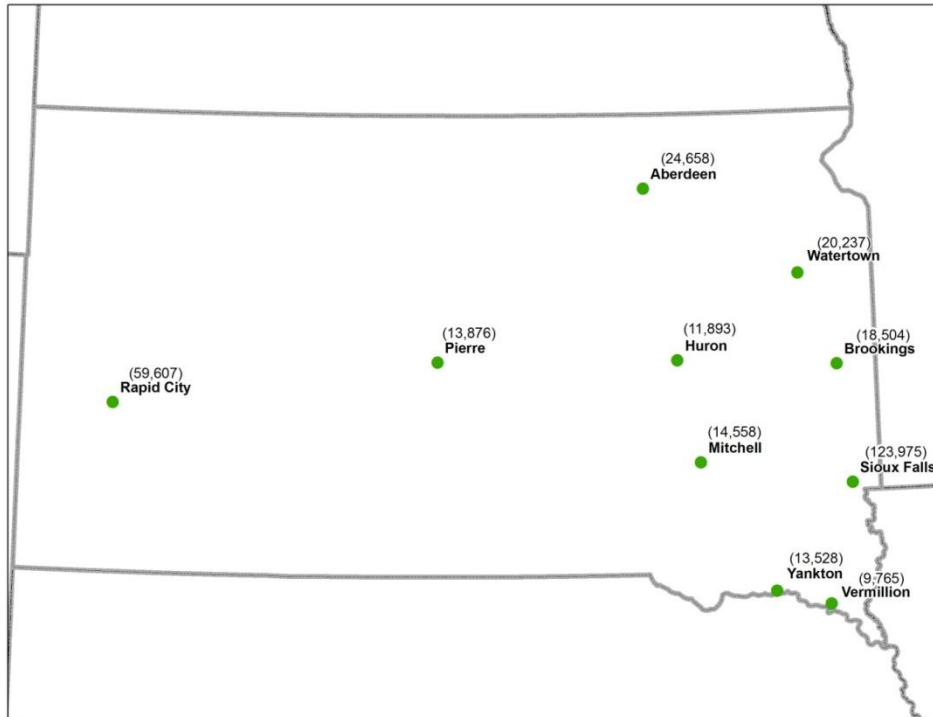 (24,658)
Aberdeen
(20,237)
Watertown
(13,876)
Pierre
(11,893)
Huron
(18,504)
Brookings
(59,607)
Rapid City
(14,558)
Mitchell
(123,975)
Sioux Falls
(13,528)
Yankton
(9,765)
Vermillion